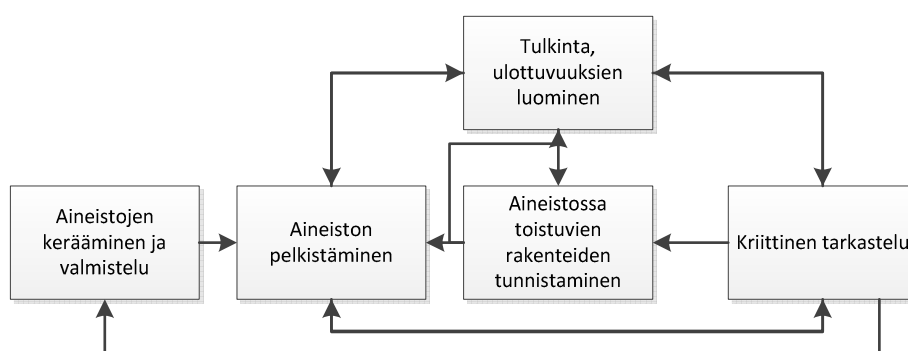 Tulkinta,
ulottuvuuksien
luominen
Aineistojen
kerääminen ja
valmistelu
Aineiston
pelkistäminen
Aineistossa
toistuvien
rakenteiden
tunnistaminen
Kriittinen tarkastelu